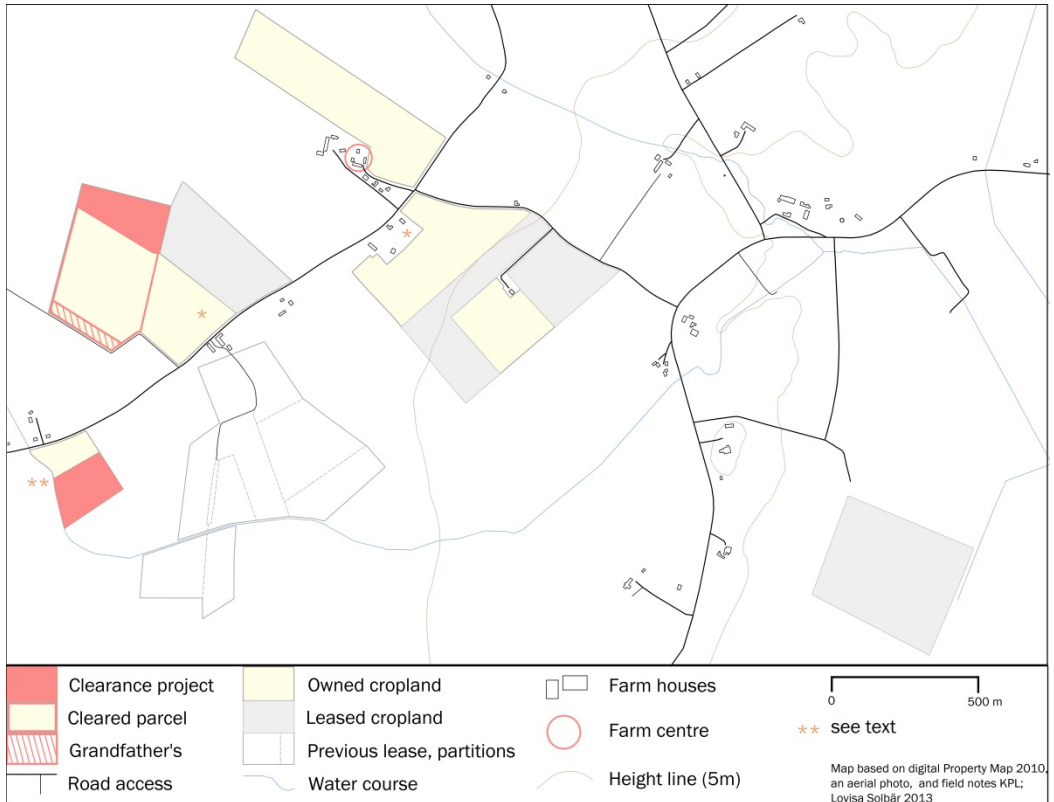 *
*
**
Clearance project
Cleared parcel
Grandfather's
Road access
Owned cropland
Leased cropland
Previous lease, partitions
Water course
Farm houses
Farm centre
Height line (5m)
0 500 m
** see text
Map based on digital Property Map 2010,
an aerial photo, and field notes KPL;
Lovisa Solbär 2013